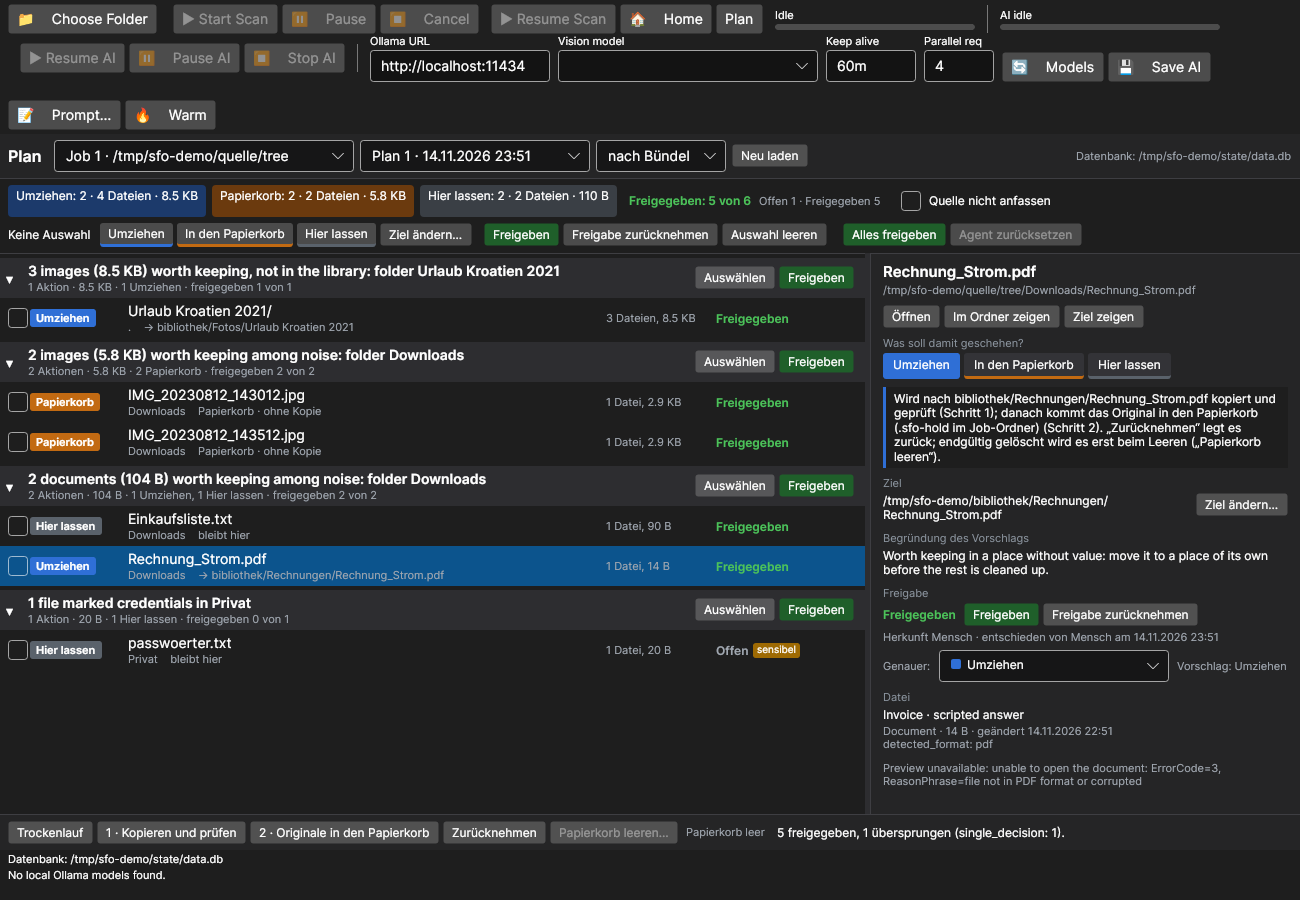 Choose Folder Start Scan Pause Cancel Resume Scan Home Plan Idle AI idle
Resume AI Pause AI Stop AI
Ollama URL Vision model Keep alive Parallel req
http://localhost:11434 60m 4 Models Save AI
Prompt... Warm
Plan Job 1 · /tmp/sfo-demo/quelle/tree Plan 1 · 14.11.2026 23:51 nach Bündel Neu laden Datenbank: /tmp/sfo-demo/state/data.db
Umziehen: 2 · 4 Dateien · 8.5 KB Papierkorb: 2 · 2 Dateien · 5.8 KB Hier lassen: 2 · 2 Dateien · 110 B Freigegeben: 5 von 6 Offen 1 · Freigegeben 5 Quelle nicht anfassen
Keine Auswahl Umziehen In den Papierkorb Hier lassen Ziel ändern... Freigeben Freigabe zurücknehmen Auswahl leeren Alles freigeben Agent zurücksetzen
3 images (8.5 KB) worth keeping, not in the library: folder Urlaub Kroatien 2021
1 Aktion · 8.5 KB · 1 Umziehen · freigegeben 1 von 1
Auswählen Freigeben
Umziehen Urlaub Kroatien 2021/ 3 Dateien, 8.5 KB Freigegeben
. → bibliothek/Fotos/Urlaub Kroatien 2021
2 images (5.8 KB) worth keeping among noise: folder Downloads
2 Aktionen · 5.8 KB · 2 Papierkorb · freigegeben 2 von 2
Auswählen Freigeben
Papierkorb IMG_20230812_143012.jpg 1 Datei, 2.9 KB Freigegeben
Downloads Papierkorb · ohne Kopie
Papierkorb IMG_20230812_143512.jpg 1 Datei, 2.9 KB Freigegeben
Downloads Papierkorb · ohne Kopie
2 documents (104 B) worth keeping among noise: folder Downloads
2 Aktionen · 104 B · 1 Umziehen, 1 Hier lassen · freigegeben 2 von 2
Auswählen Freigeben
Hier lassen Einkaufsliste.txt 1 Datei, 90 B Freigegeben
Downloads bleibt hier
Umziehen Rechnung_Strom.pdf 1 Datei, 14 B Freigegeben
Downloads → bibliothek/Rechnungen/Rechnung_Strom.pdf
1 file marked credentials in Privat
1 Aktion · 20 B · 1 Hier lassen · freigegeben 0 von 1
Auswählen Freigeben
Hier lassen passwoerter.txt 1 Datei, 20 B Offen sensibel
Privat bleibt hier
Rechnung_Strom.pdf
/tmp/sfo-demo/quelle/tree/Downloads/Rechnung_Strom.pdf
Öffnen Im Ordner zeigen Ziel zeigen
Was soll damit geschehen?
Umziehen In den Papierkorb Hier lassen
Wird nach bibliothek/Rechnungen/Rechnung_Strom.pdf kopiert und
geprüft (Schritt 1); danach kommt das Original in den Papierkorb
(.sfo-hold im Job-Ordner) (Schritt 2). „Zurücknehmen“ legt es
zurück; endgültig gelöscht wird es erst beim Leeren („Papierkorb
leeren“).
Ziel
/tmp/sfo-demo/bibliothek/Rechnungen/
Rechnung_Strom.pdf
Ziel ändern...
Begründung des Vorschlags
Worth keeping in a place without value: move it to a place of its own
before the rest is cleaned up.
Freigabe
Freigegeben Freigeben Freigabe zurücknehmen
Herkunft Mensch · entschieden von Mensch am 14.11.2026 23:51
Genauer: Umziehen Vorschlag: Umziehen
Datei
Invoice · scripted answer
Document · 14 B · geändert 14.11.2026 22:51
detected_format: pdf
Preview unavailable: unable to open the document: ErrorCode=3,
ReasonPhrase=file not in PDF format or corrupted
Trockenlauf 1 · Kopieren und prüfen 2 · Originale in den Papierkorb Zurücknehmen Papierkorb leeren... Papierkorb leer 5 freigegeben, 1 übersprungen (single_decision: 1).
Datenbank: /tmp/sfo-demo/state/data.db
No local Ollama models found.